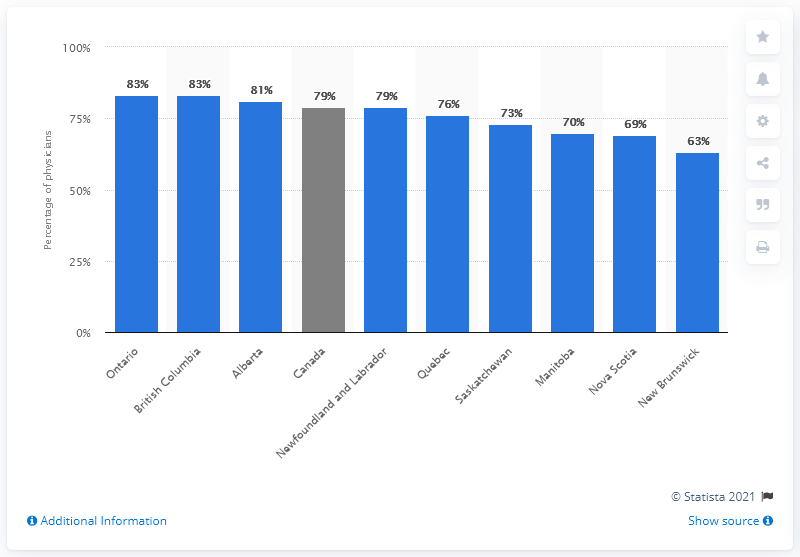 100%
75%
50%
25%
0%
Percentage of physicians
83%
83%
81%
79%
79%
76%
73%
70%
69%
63%
Ontario
British Columbia
Alberta
Canada
Newfoundland and Labrador
Quebec
Saskatchewan
Manitoba
Nova Scotia
New Brunswick
© Statista 2021
Additional Information
Show source